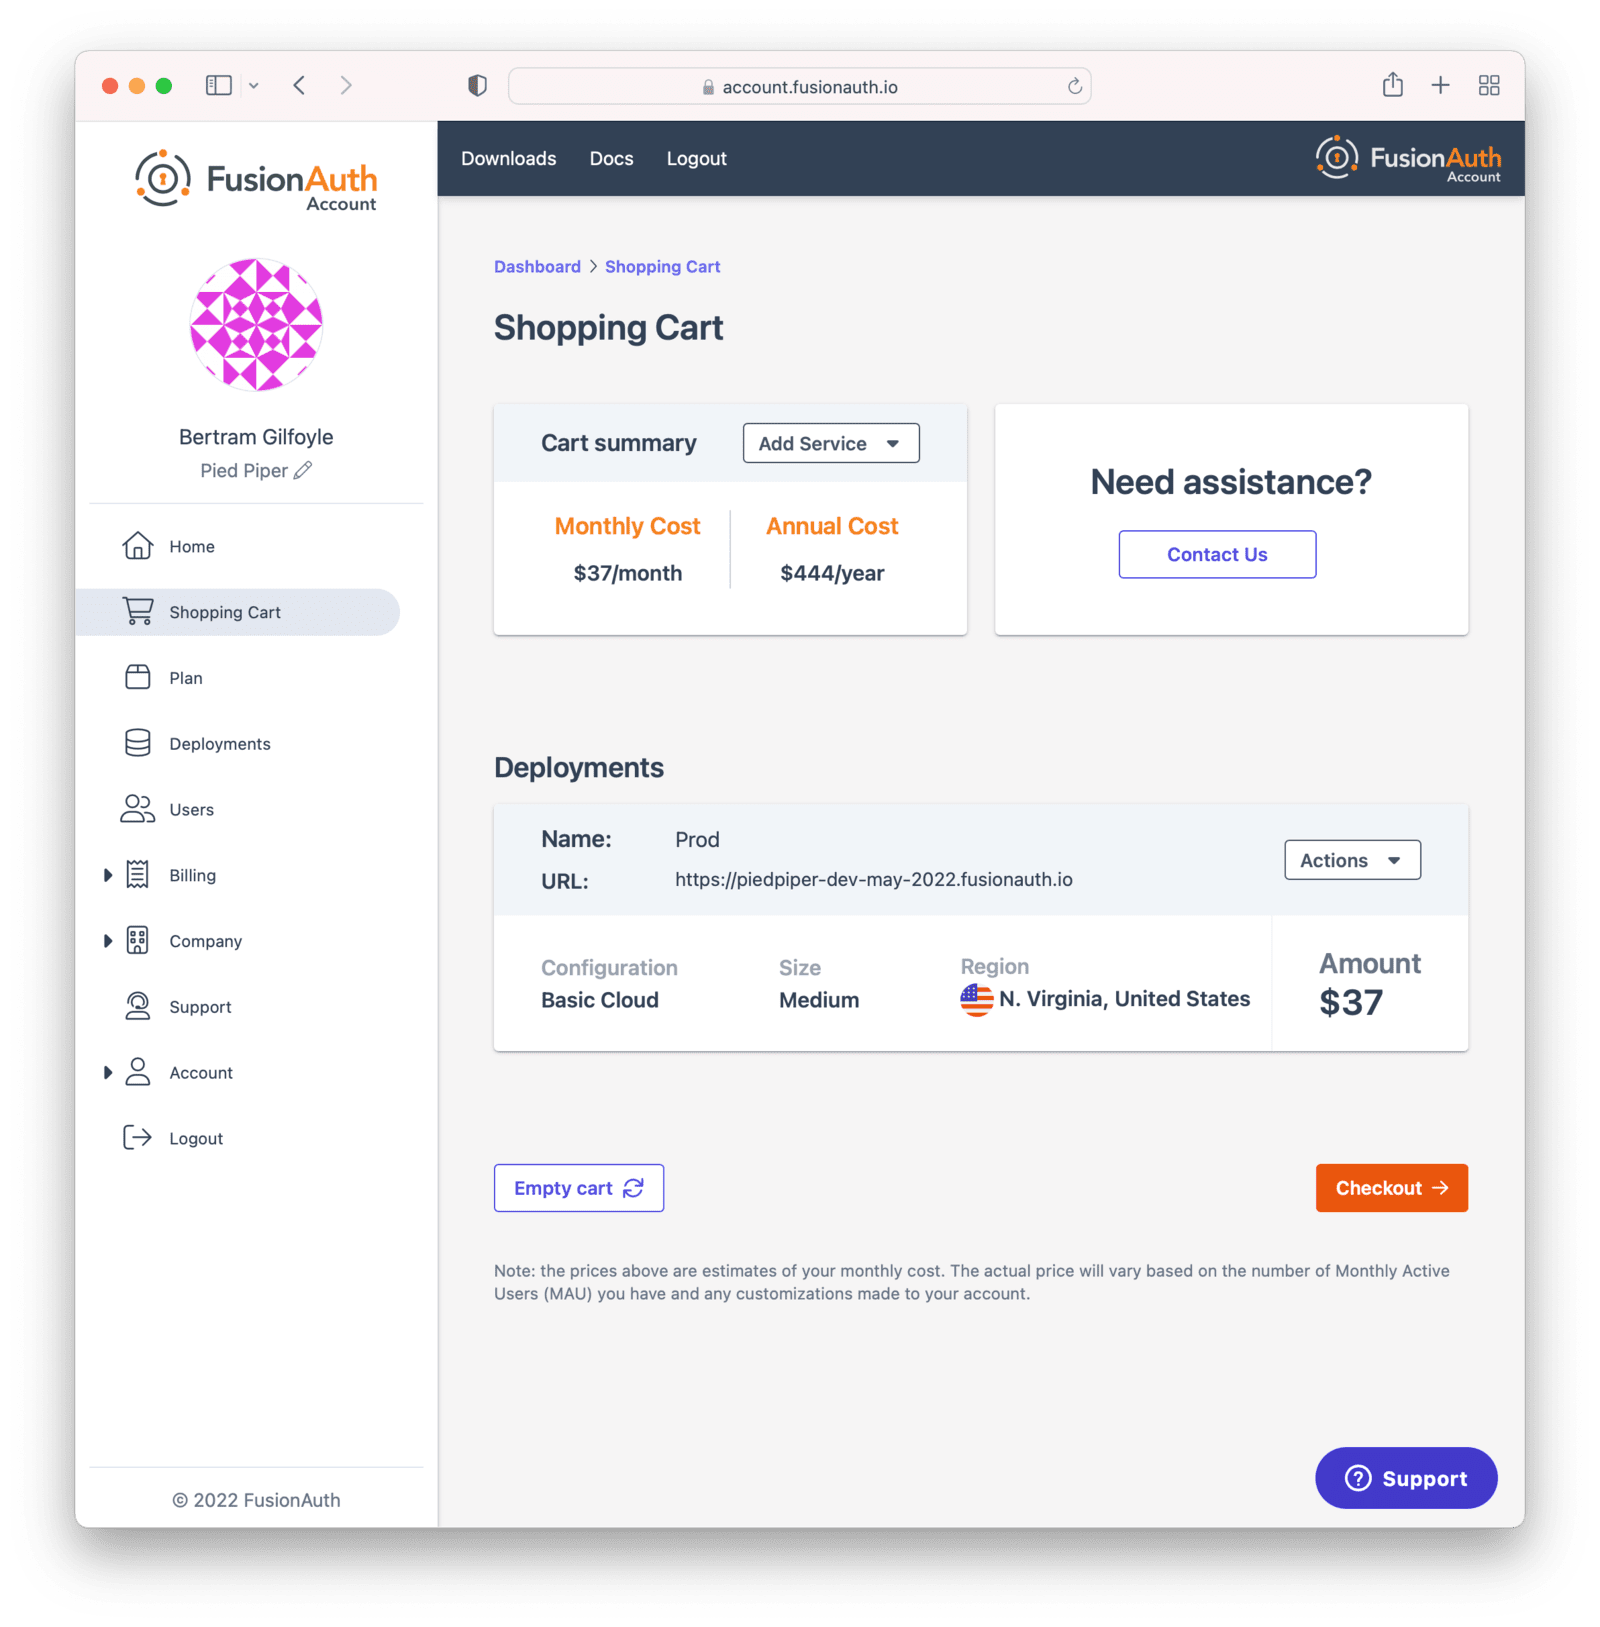 account.fusionauth.io
FusionAuth
Account
Downloads Docs Logout
FusionAuth
Account
Bertram Gilfoyle
Pied Piper
Home
Shopping Cart
Plan
Deployments
Users
Billing
Company
Support
Account
Logout
© 2022 FusionAuth
Dashboard > Shopping Cart
Shopping Cart
Cart summary Add Service
Monthly Cost Annual Cost
$37/month $444/year
Need assistance?
Contact Us
Deployments
Name: Prod
URL: https://piedpiper-dev-may-2022.fusionauth.io
Actions
Configuration Size Region Amount
Basic Cloud Medium N. Virginia, United States $37
Empty cart Checkout
Note: the prices above are estimates of your monthly cost. The actual price will vary based on the number of Monthly Active
Users (MAU) you have and any customizations made to your account.
Support